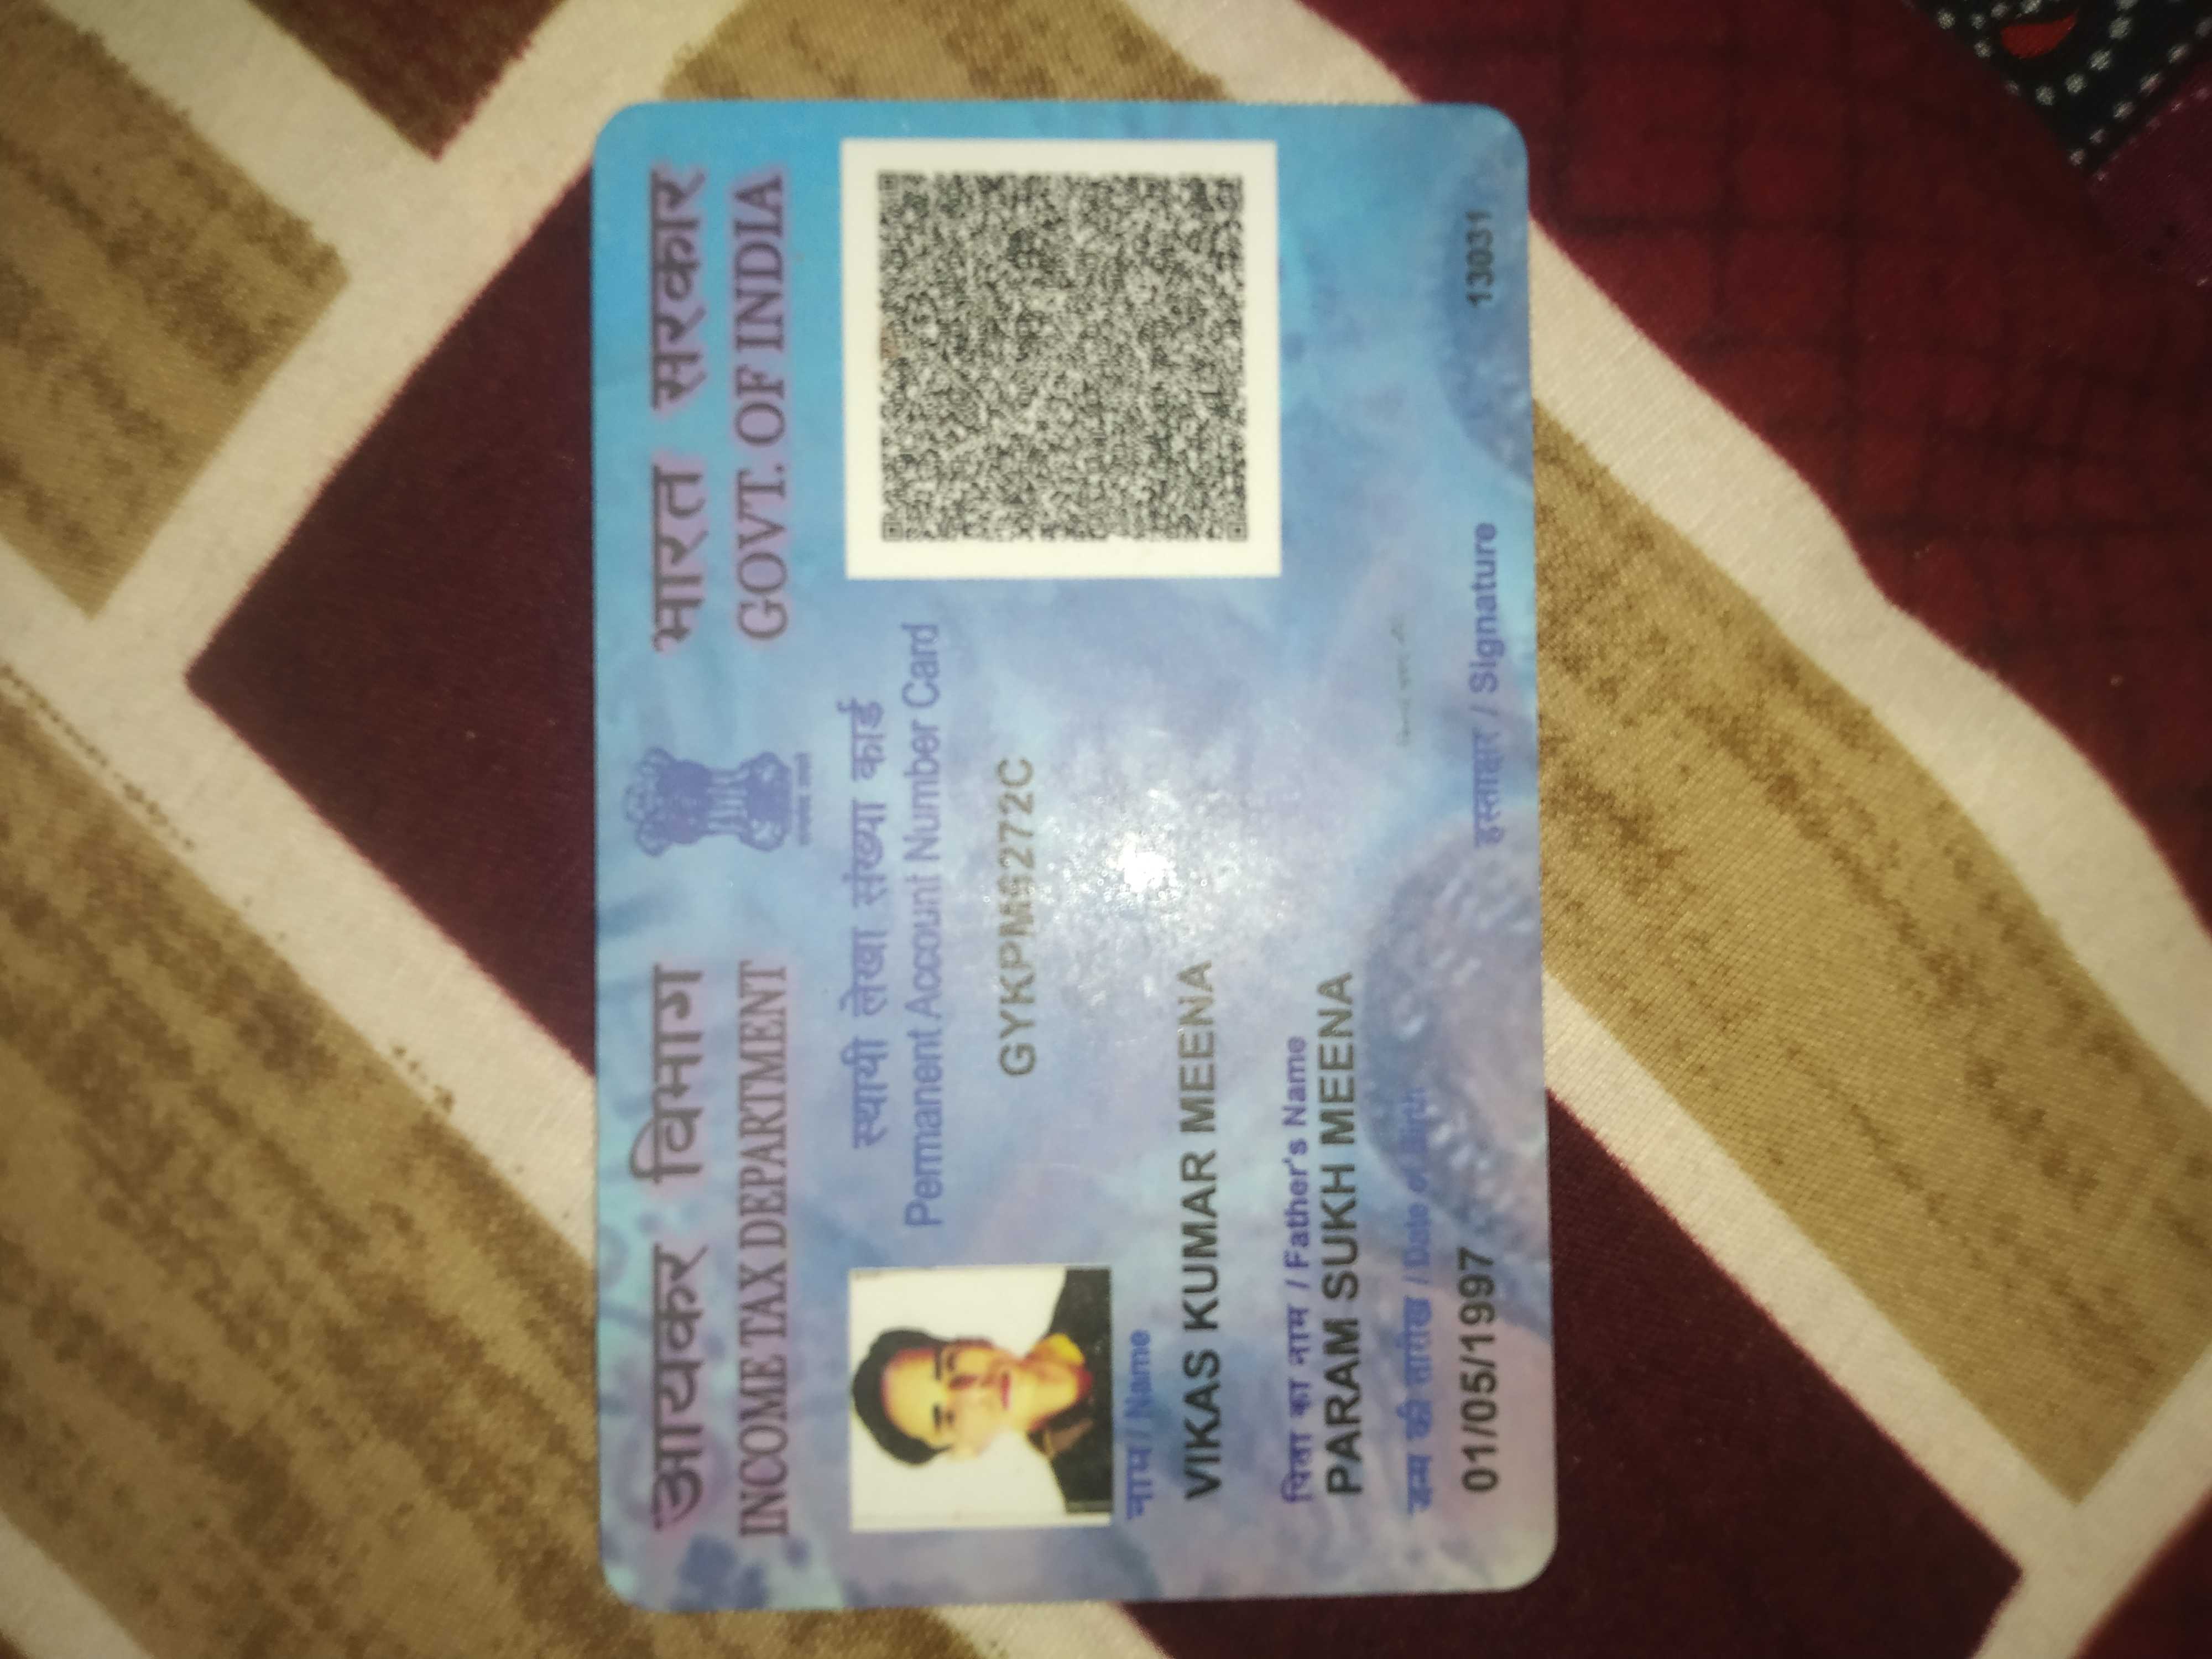 आयकर विभाग
INCOME TAX DEPARTMENT
भारत सरकार
GOVT. OF INDIA
स्थायी लेखा संख्या कार्ड
Permanent Account Number Card
नाम / Name
VIKAS KUMAR MEENA
पिता का नाम / Father's Name
PARAM SUKH MEENA
जन्म की तारीख / Date of Birth
01/05/1997
हस्ताक्षर / Signature
13031